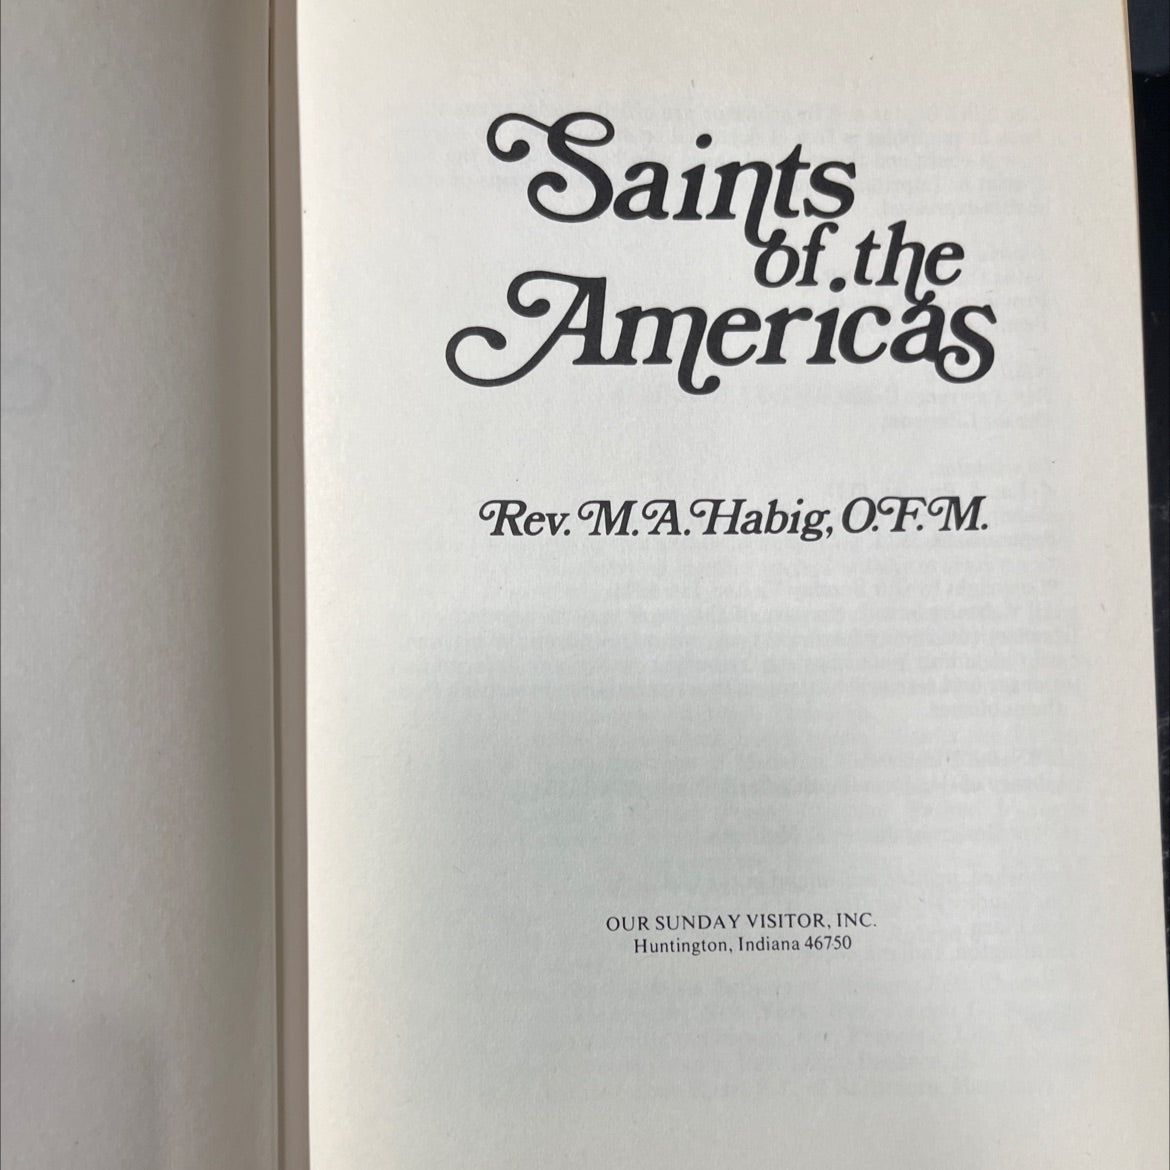 Saints
of the
Americas
Rev. M. A. Habig, O.F.M.
OUR SUNDAY VISITOR, INC.
Huntington, Indiana 46750